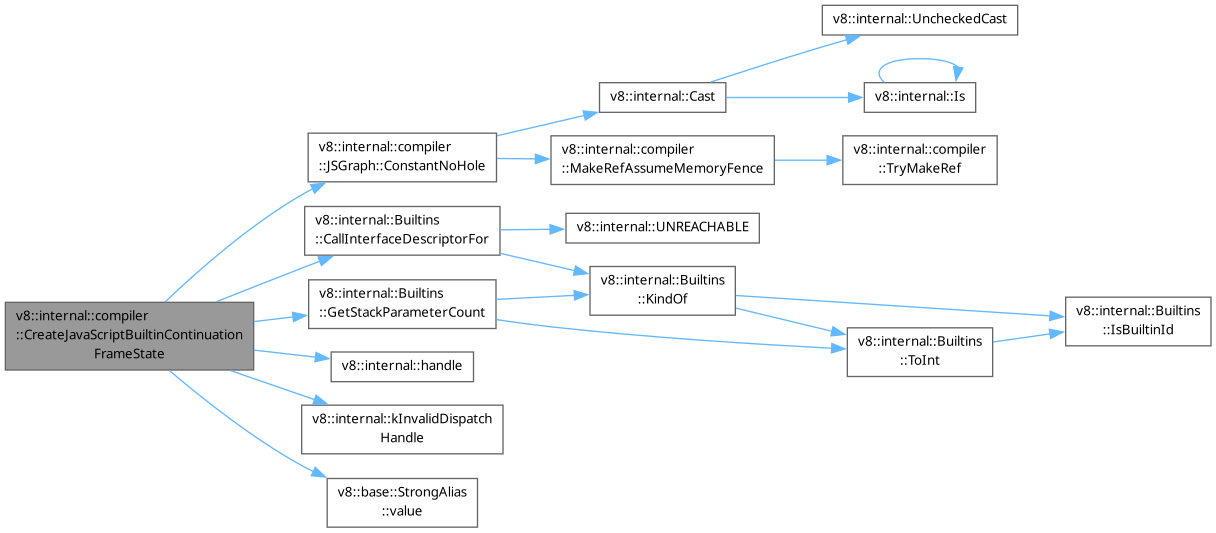 v8::internal::UncheckedCast
v8::internal::Cast
v8::internal::Is
v8::internal::compiler
::JSGraph::ConstantNoHole
v8::internal::compiler
::MakeRefAssumeMemoryFence
v8::internal::compiler
::TryMakeRef
v8::internal::Builtins
::CallInterfaceDescriptorFor
v8::internal::UNREACHABLE
v8::internal::Builtins
::KindOf
v8::internal::Builtins
::GetStackParameterCount
v8::internal::Builtins
::IsBuiltinId
v8::internal::compiler
::CreateJavaScriptBuiltinContinuation
FrameState
v8::internal::Builtins
::ToInt
v8::internal::handle
v8::internal::kInvalidDispatch
Handle
v8::base::StrongAlias
::value